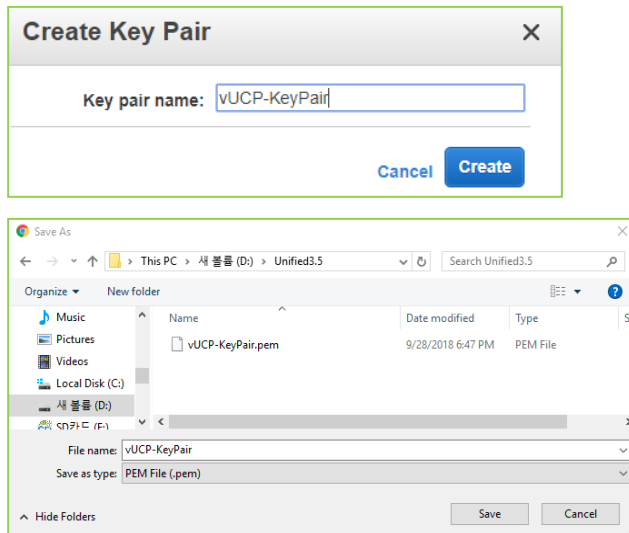 Create Key Pair
Key pair name: vUCP-KeyPair
Cancel Create
Save As
This PC > 새 볼륨 (D:) > Unified3.5 Search Unified3.5
Organize New folder
Music Name Date modified Type S
Pictures vUCP-KeyPair.pem 9/28/2018 6:47 PM PEM File
Videos
Local Disk (C:)
새 볼륨 (D:)
SD카드 (F:)
File name: vUCP-KeyPair
Save as type: PEM File (.pem)
Hide Folders Save Cancel